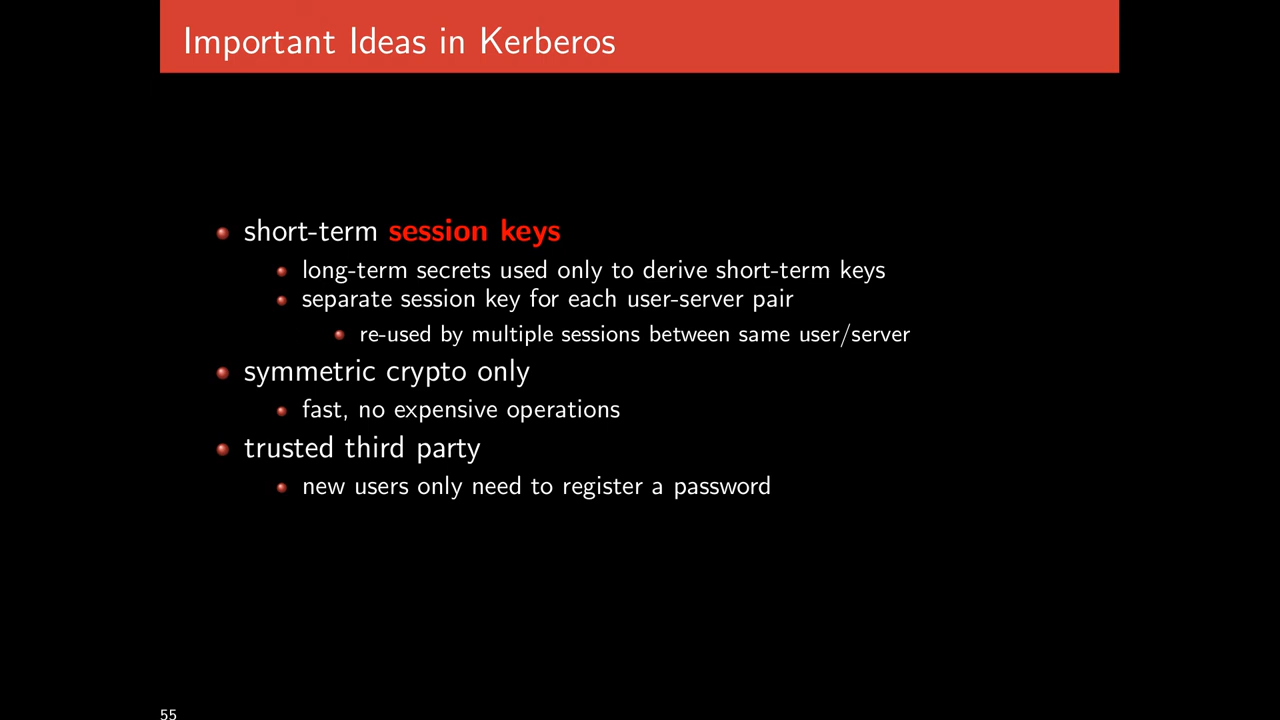 Important Ideas in Kerberos
short-term session keys
long-term secrets used only to derive short-term keys
separate session key for each user-server pair
re-used by multiple sessions between same user/server
symmetric crypto only
fast, no expensive operations
trusted third party
new users only need to register a password
55